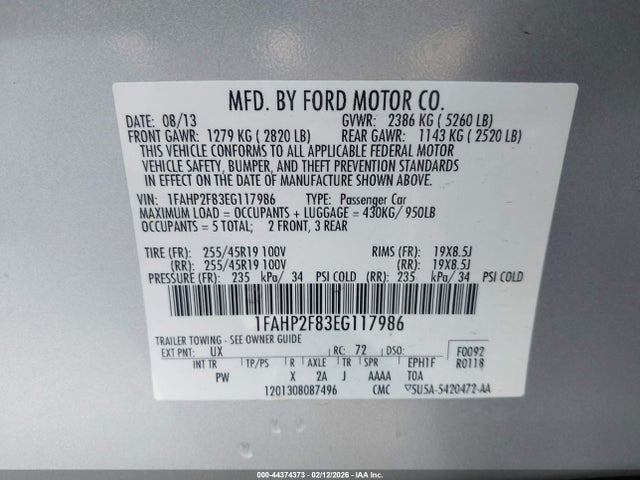 MFD. BY FORD MOTOR CO.
DATE: 08/13 GVWR: 2386 KG ( 5260 LB)
FRONT GAWR: 1279 KG ( 2820 LB) REAR GAWR: 1143 KG ( 2520 LB)
THIS VEHICLE CONFORMS TO ALL APPLICABLE FEDERAL MOTOR
VEHICLE SAFETY, BUMPER, AND THEFT PREVENTION STANDARDS
IN EFFECT ON THE DATE OF MANUFACTURE SHOWN ABOVE.
VIN: 1FAHP2F83EG117986 TYPE: Passenger Car
MAXIMUM LOAD = OCCUPANTS + LUGGAGE = 430KG/ 950LB
OCCUPANTS = 5 TOTAL; 2 FRONT, 3 REAR
TIRE (FR): 255/45R19 100V RIMS (FR): 19X8.5J
(RR): 255/45R19 100V (RR): 19X8.5J
PRESSURE (FR): 235 kPa/ 34 PSI COLD (RR): 235 kPa/ 34 PSI COLD
1FAHP2F83EG117986
TRAILER TOWING - SEE OWNER GUIDE
EXT PNT: UX RC: 72 DSO: F0092
INT TR TP/PS R AXLE TR SPR EPH1F R0118
PW X 2A J AAAA T0A
1201308087496 CMC 5U5A-5420472-AA
000-44374373 - 02/12/2026 - IAA Inc.